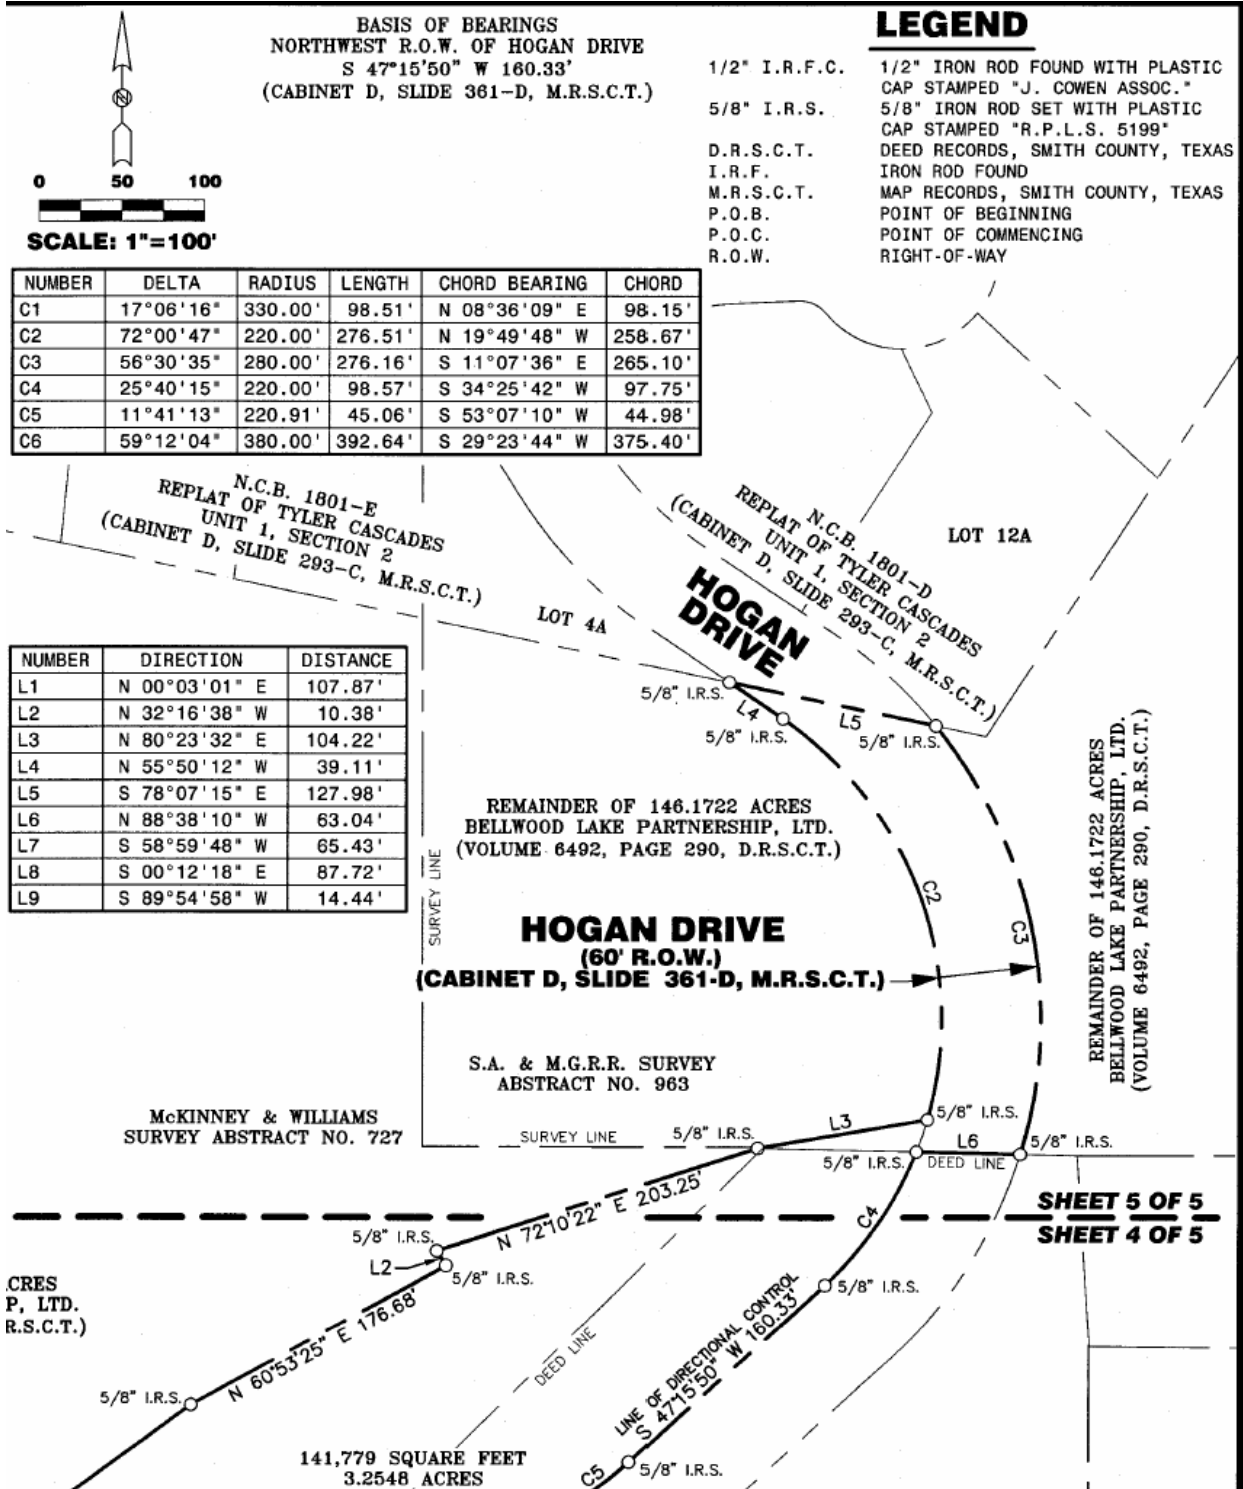 BASIS OF BEARINGS
NORTHWEST R.O.W. OF HOGAN DRIVE
S 47°15'50" W 160.33'
(CABINET D, SLIDE 361-D, M.R.S.C.T.)
N
0 50 100
SCALE: 1"=100'
LEGEND
1/2" I.R.F.C. 1/2" IRON ROD FOUND WITH PLASTIC
CAP STAMPED "J. COWEN ASSOC."
5/8" I.R.S. 5/8" IRON ROD SET WITH PLASTIC
CAP STAMPED "R.P.L.S. 5199"
D.R.S.C.T. DEED RECORDS, SMITH COUNTY, TEXAS
I.R.F. IRON ROD FOUND
M.R.S.C.T. MAP RECORDS, SMITH COUNTY, TEXAS
P.O.B. POINT OF BEGINNING
P.O.C. POINT OF COMMENCING
R.O.W. RIGHT-OF-WAY
NUMBER DELTA RADIUS LENGTH CHORD BEARING CHORD
C1 17°06'16" 330.00' 98.51' N 08°36'09" E 98.15'
C2 72°00'47" 220.00' 276.51' N 19°49'48" W 258.67'
C3 56°30'35" 280.00' 276.16' S 11°07'36" E 265.10'
C4 25°40'15" 220.00' 98.57' S 34°25'42" W 97.75'
C5 11°41'13" 220.91' 45.06' S 53°07'10" W 44.98'
C6 59°12'04" 380.00' 392.64' S 29°23'44" W 375.40'
N.C.B. 1801-E
REPLAT OF TYLER CASCADES
UNIT 1, SECTION 2
(CABINET D, SLIDE 293-C, M.R.S.C.T.)
N.C.B. 1801-D
REPLAT OF TYLER CASCADES
UNIT 1, SECTION 2
(CABINET D, SLIDE 293-C, M.R.S.C.T.)
LOT 12A
LOT 4A
HOGAN
DRIVE
NUMBER DIRECTION DISTANCE
L1 N 00°03'01" E 107.87'
L2 N 32°16'38" W 10.38'
L3 N 80°23'32" E 104.22'
L4 N 55°50'12" W 39.11'
L5 S 78°07'15" E 127.98'
L6 N 88°38'10" W 63.04'
L7 S 58°59'48" W 65.43'
L8 S 00°12'18" E 87.72'
L9 S 89°54'58" W 14.44'
5/8" I.R.S.
L4
5/8" I.R.S.
L5
5/8" I.R.S.
REMAINDER OF 146.1722 ACRES
BELLWOOD LAKE PARTNERSHIP, LTD.
(VOLUME 6492, PAGE 290, D.R.S.C.T.)
REMAINDER OF 146.1722 ACRES
BELLWOOD LAKE PARTNERSHIP, LTD.
(VOLUME 6492, PAGE 290, D.R.S.C.T.)
SURVEY LINE
C2
C3
HOGAN DRIVE
(60' R.O.W.)
(CABINET D, SLIDE 361-D, M.R.S.C.T.)
S.A. & M.G.R.R. SURVEY
ABSTRACT NO. 963
McKINNEY & WILLIAMS
SURVEY ABSTRACT NO. 727
SURVEY LINE
5/8" I.R.S.
L3
5/8" I.R.S.
5/8" I.R.S.
L6
DEED LINE
5/8" I.R.S.
SHEET 5 OF 5
SHEET 4 OF 5
N 72°10'22" E 203.25'
C4
5/8" I.R.S.
L2
5/8" I.R.S.
5/8" I.R.S.
CRES
P, LTD.
R.S.C.T.)
N 60°53'25" E 176.68'
5/8" I.R.S.
DEED LINE
LINE OF DIRECTIONAL CONTROL
S 47°15'50" W 160.33'
141,779 SQUARE FEET
3.2548 ACRES
C5
5/8" I.R.S.